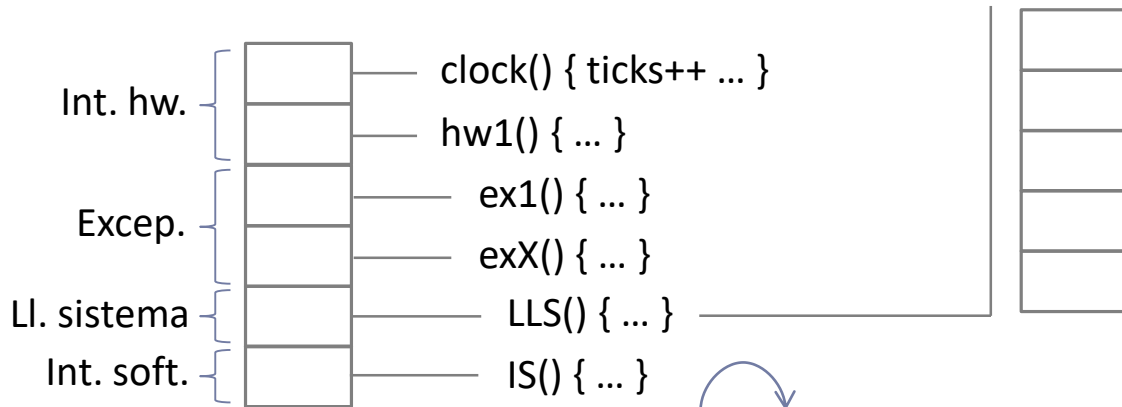 clock() { ticks++ … }
Int. hw.
hw1() { … }
ex1() { … }
Excep.
exX() { … }
Ll. sistema
LLS() { … }
Int. soft.
IS() { … }